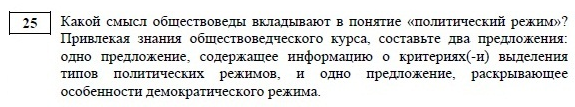 25 Какой смысл обществоведы вкладывают в понятие «политический режим»?
Привлекая знания обществоведческого курса, составьте два предложения:
одно предложение, содержащее информацию о критериях(-и) выделения
типов политических режимов, и одно предложение, раскрывающее
особенности демократического режима.